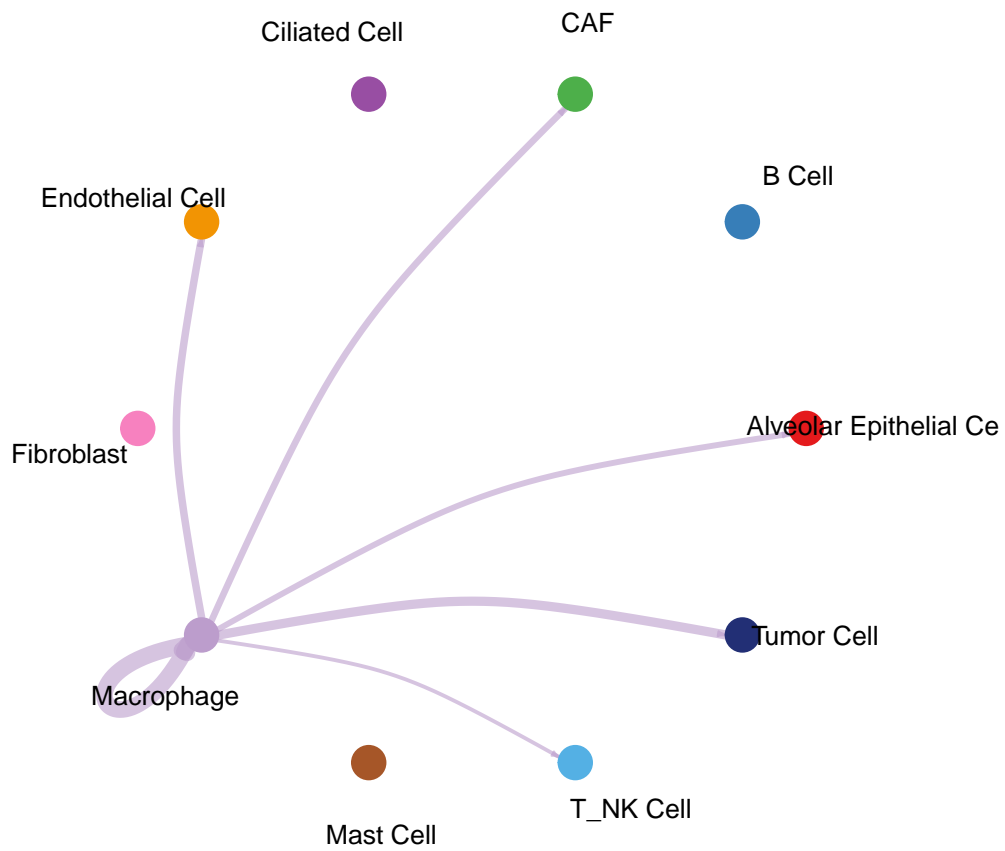 CAF
Ciliated Cell
B Cell
Endothelial Cell
Alveolar Epithelial Ce
Fibroblast
Tumor Cell
Macrophage
T_NK Cell
Mast Cell